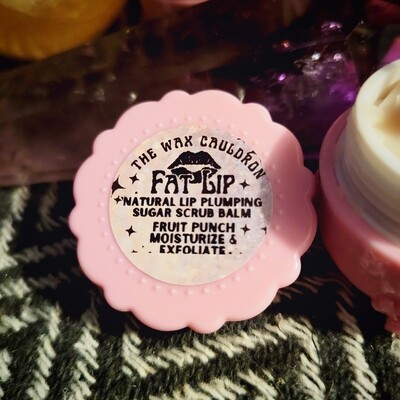 THE WAX CAULDRON
FAT LIP
NATURAL LIP PLUMPING
SUGAR SCRUB BALM
FRUIT PUNCH
MOISTURIZE &
EXFOLIATE